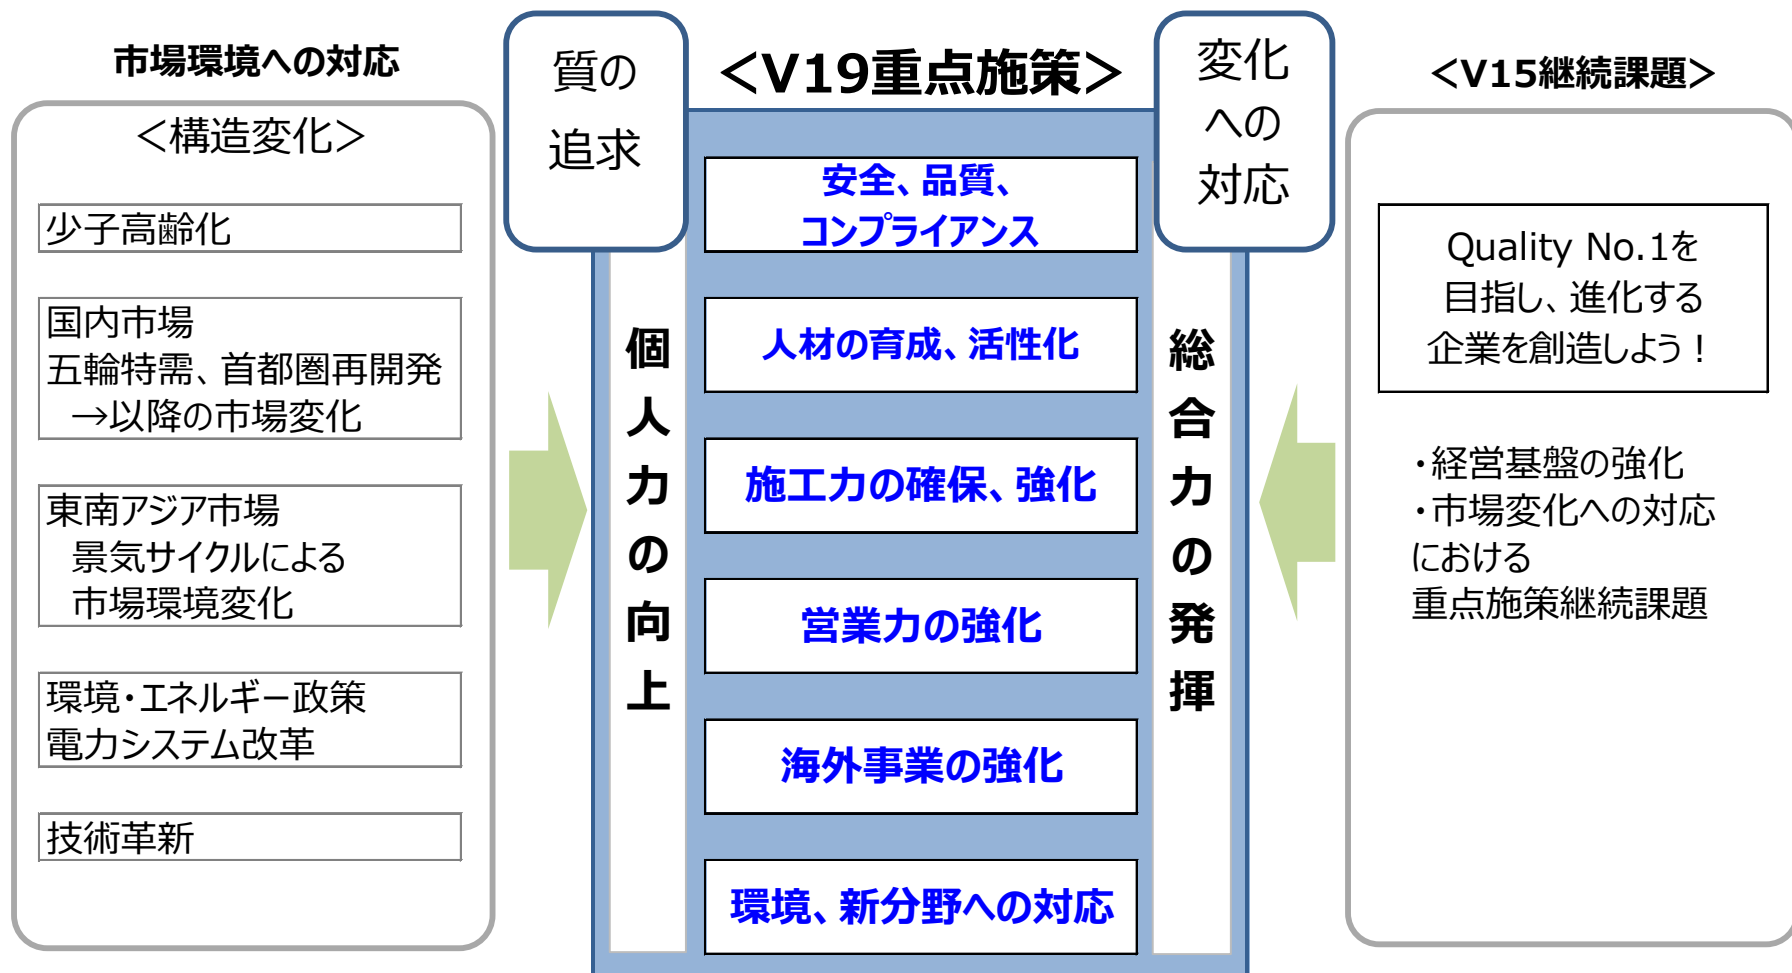 市場環境への対応
＜構造変化＞
少子高齢化
国内市場
五輪特需、首都圏再開発
→以降の市場変化
東南アジア市場
景気サイクルによる
市場環境変化
環境・エネルギー政策
電力システム改革
技術革新
質の
追求
＜V19重点施策＞
変化
への
対応
個人力の向上
安全、品質、
コンプライアンス
人材の育成、活性化
施工力の確保、強化
営業力の強化
海外事業の強化
環境、新分野への対応
総合力の発揮
＜V15継続課題＞
Quality No.1を
目指し、進化する
企業を創造しよう！
・経営基盤の強化
・市場変化への対応
における
重点施策継続課題